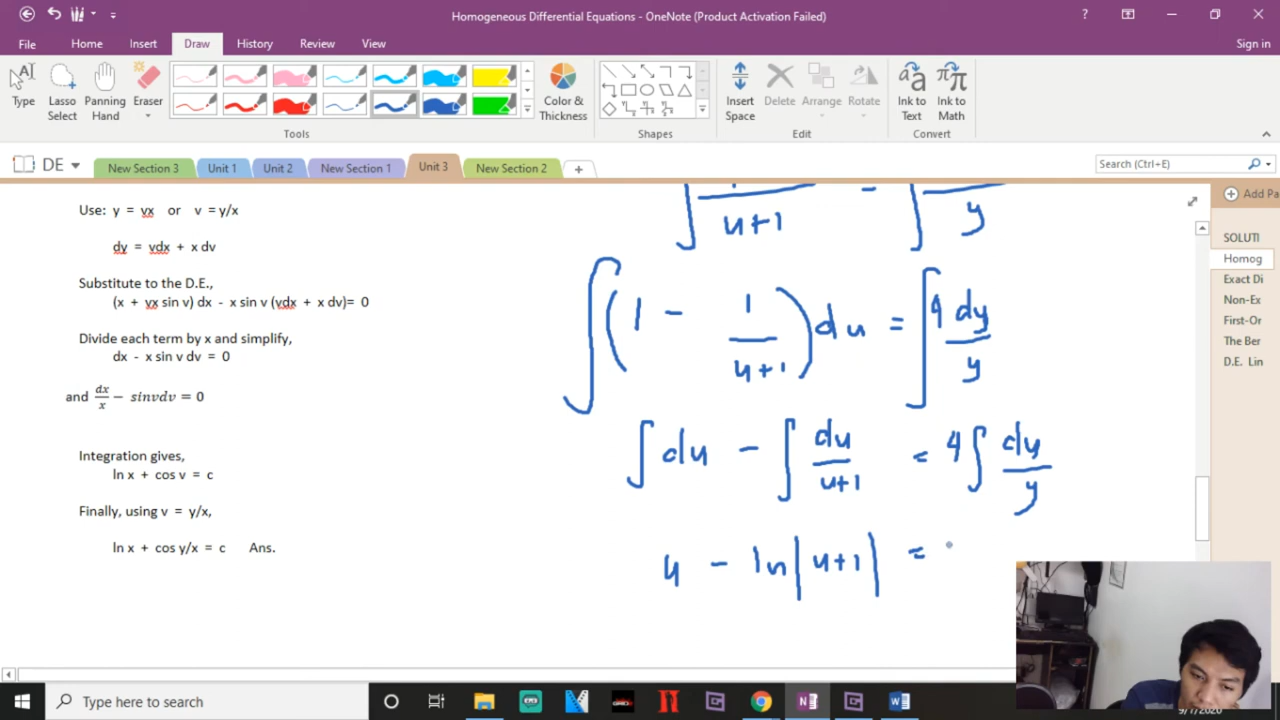 Homogeneous Differential Equations - OneNote (Product Activation Failed)
?
File Home Insert Draw History Review View
Sign in
Type Lasso Select Panning Hand Eraser
Color & Thickness
Insert Space Delete Arrange Rotate
Ink to Text Ink to Math
Tools Shapes Edit Convert
DE New Section 3 Unit 1 Unit 2 New Section 1 Unit 3 New Section 2
Search (Ctrl+E)
Add Pa
SOLUTI
Homog
Exact Di
Non-Ex
First-Or
The Ber
D.E. Lin
Use: y = vx or v = y/x
dy = vdx + x dv
Substitute to the D.E.,
(x + vx sin v) dx - x sin v (vdx + x dv)= 0
Divide each term by x and simplify,
dx - x sin v dv = 0
and dx/x − sinvdv = 0
Integration gives,
ln x + cos v = c
Finally, using v = y/x,
ln x + cos y/x = c Ans.
u+1 = y
∫(1 - 1/(u+1)) du = ∫4 dy/y
∫du - ∫du/(u+1) = 4∫dy/y
u - ln|u+1| =
Type here to search
9/1/2020